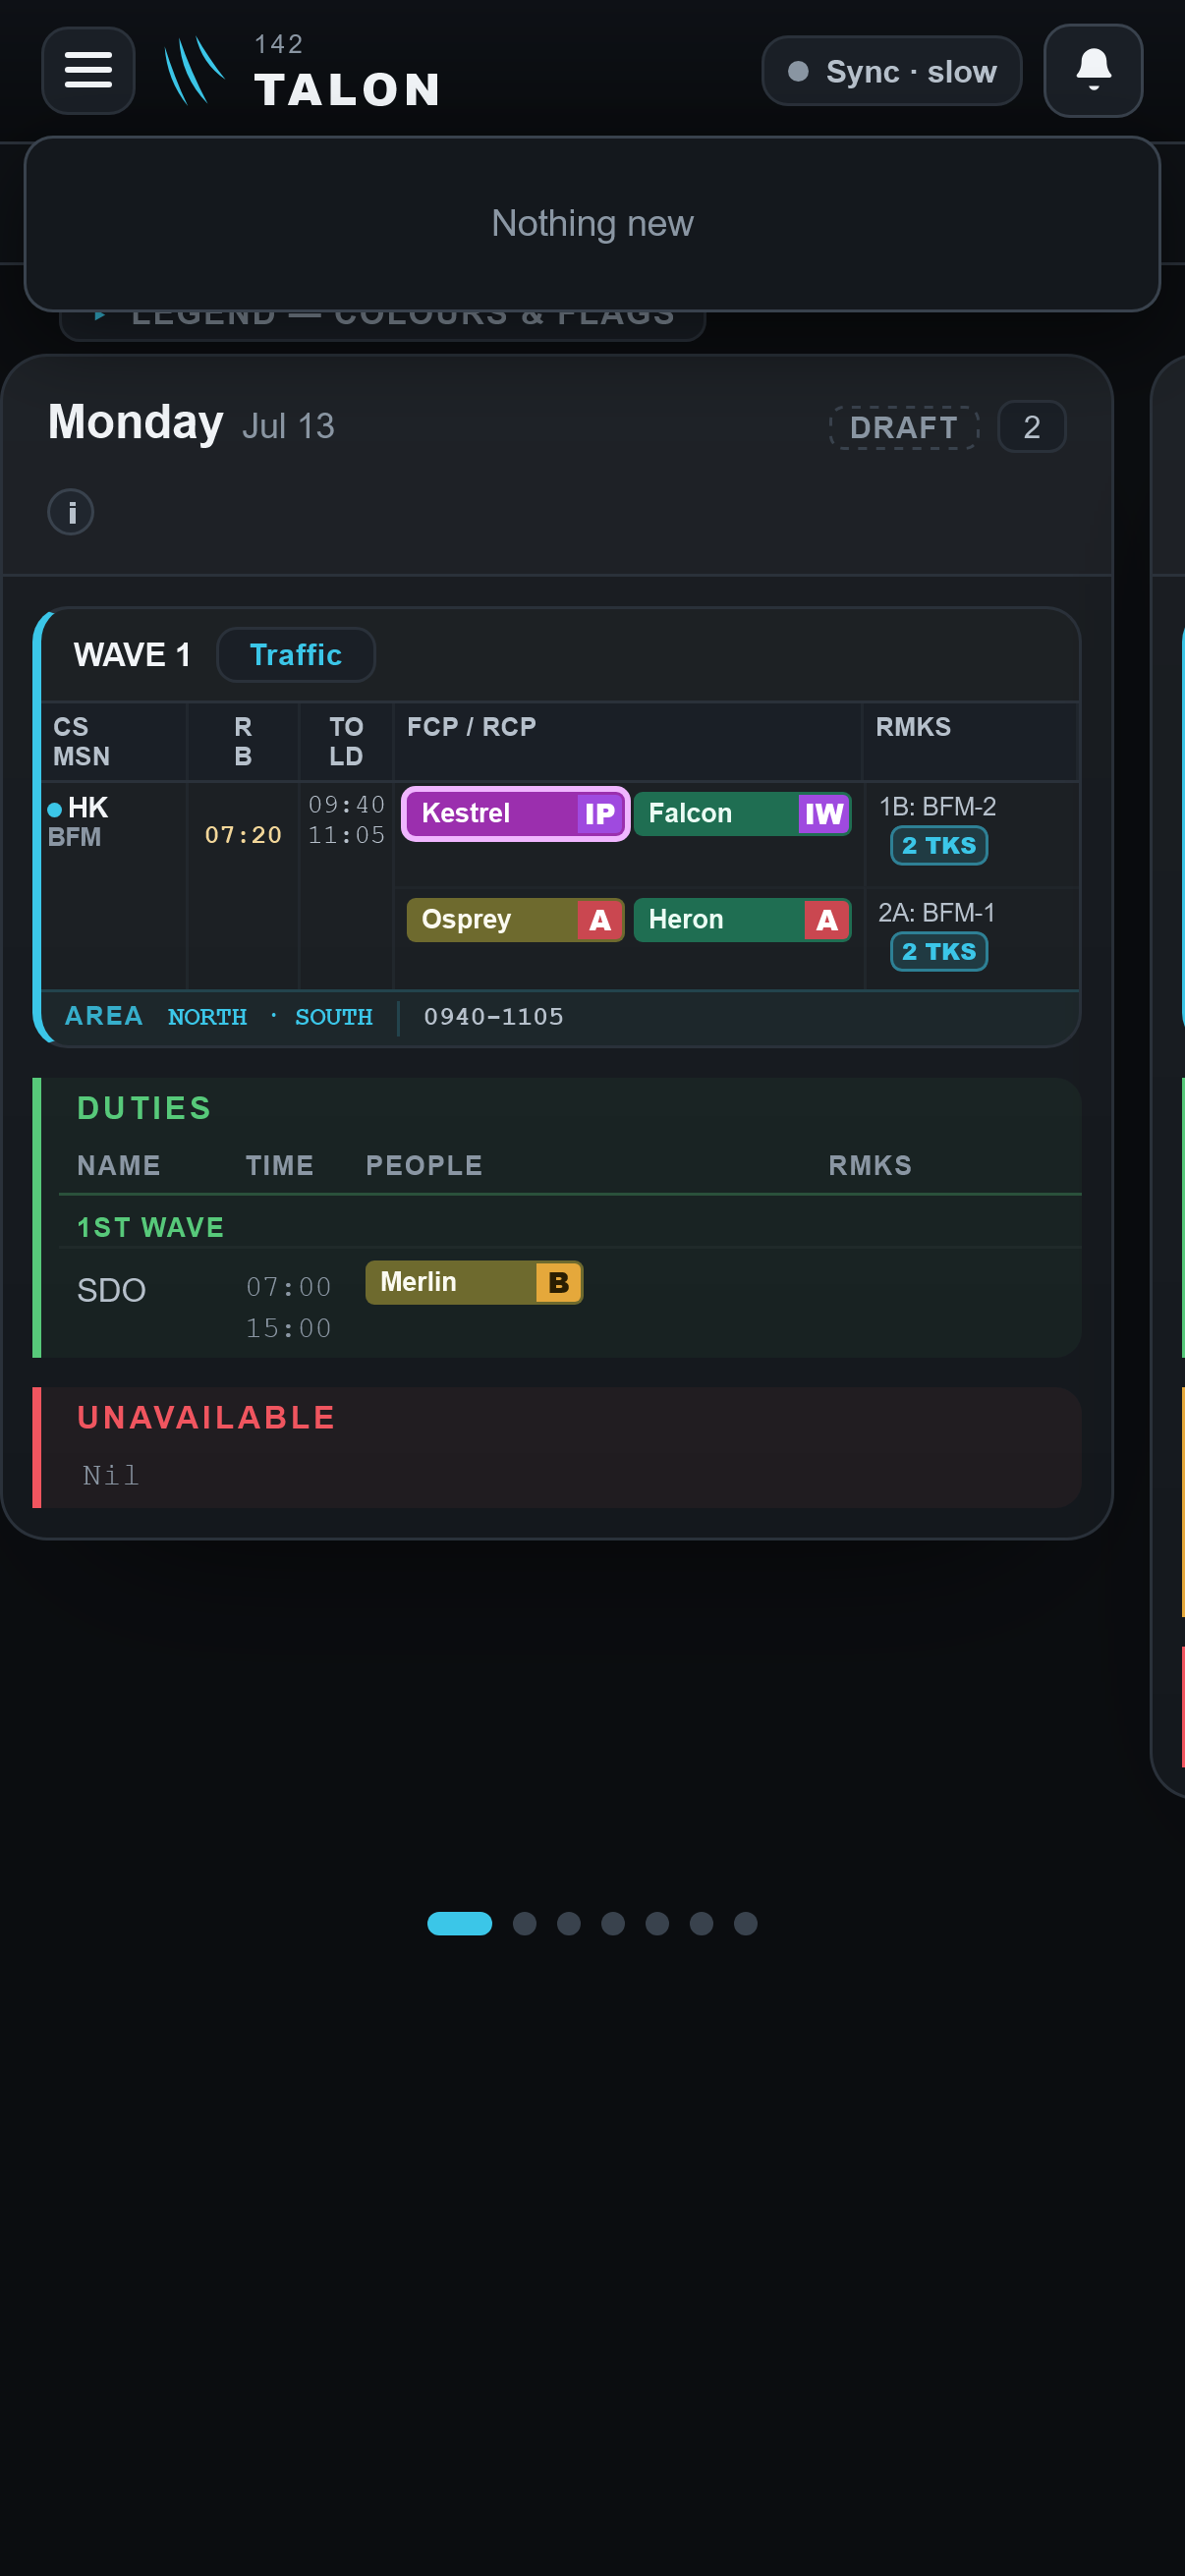 142
TALON
Sync · slow
Nothing new
LEGEND — COLOURS & FLAGS
Monday Jul 13 DRAFT 2
i
WAVE 1 Traffic
CS R TO FCP / RCP RMKS
MSN B LD
HK 09:40 Kestrel IP Falcon IW 1B: BFM-2
BFM 07:20 11:05 2 TKS
Osprey A Heron A 2A: BFM-1
2 TKS
AREA NORTH · SOUTH 0940–1105
DUTIES
NAME TIME PEOPLE RMKS
1ST WAVE
SDO 07:00 Merlin B
15:00
UNAVAILABLE
Nil